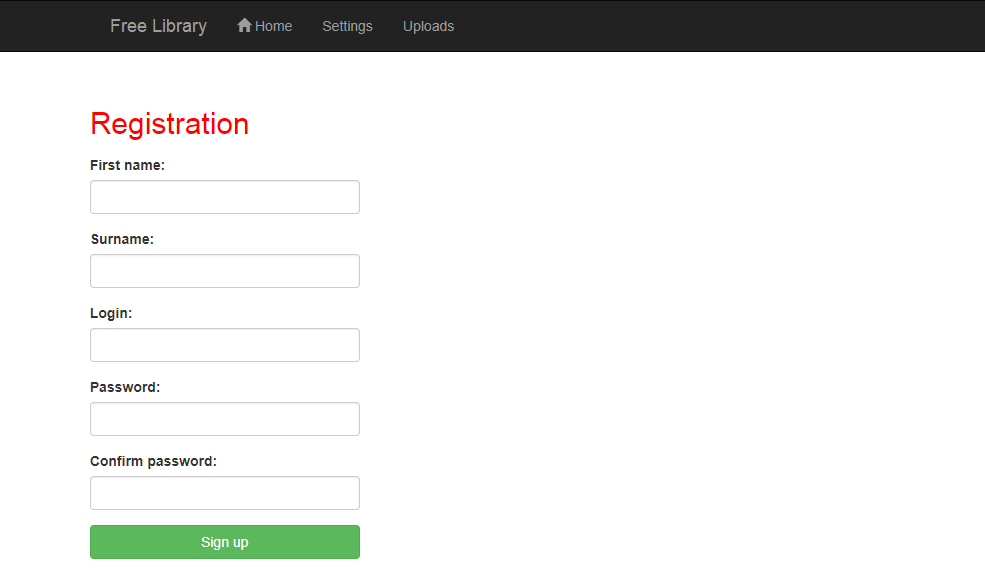 Free Library Home Settings Uploads
Registration
First name:
Surname:
Login:
Password:
Confirm password:
Sign up